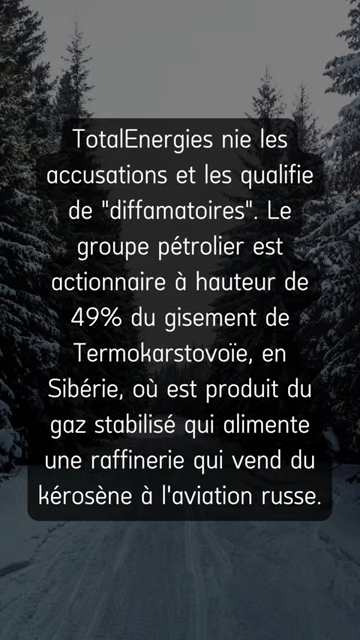 TotalEnergies nie les
accusations et les qualifie
de "diffamatoires". Le
groupe pétrolier est
actionnaire à hauteur de
49% du gisement de
Termokarstovoïe, en
Sibérie, où est produit du
gaz stabilisé qui alimente
une raffinerie qui vend du
kérosène à l'aviation russe.